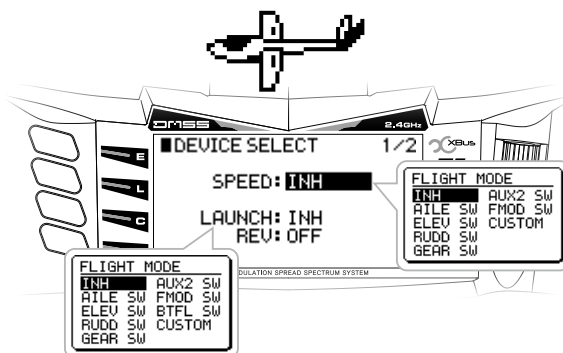 DMSS
2.4GHz
■DEVICE SELECT 1/2
XBus
E
L
C
SPEED: INH
LAUNCH: INH
REV: OFF
FLIGHT MODE
INH AUX2 SW
AILE SW FMOD SW
ELEV SW CUSTOM
RUDD SW
GEAR SW
DULATION SPREAD SPECTRUM SYSTEM
FLIGHT MODE
INH AUX2 SW
AILE SW FMOD SW
ELEV SW BTFL SW
RUDD SW CUSTOM
GEAR SW